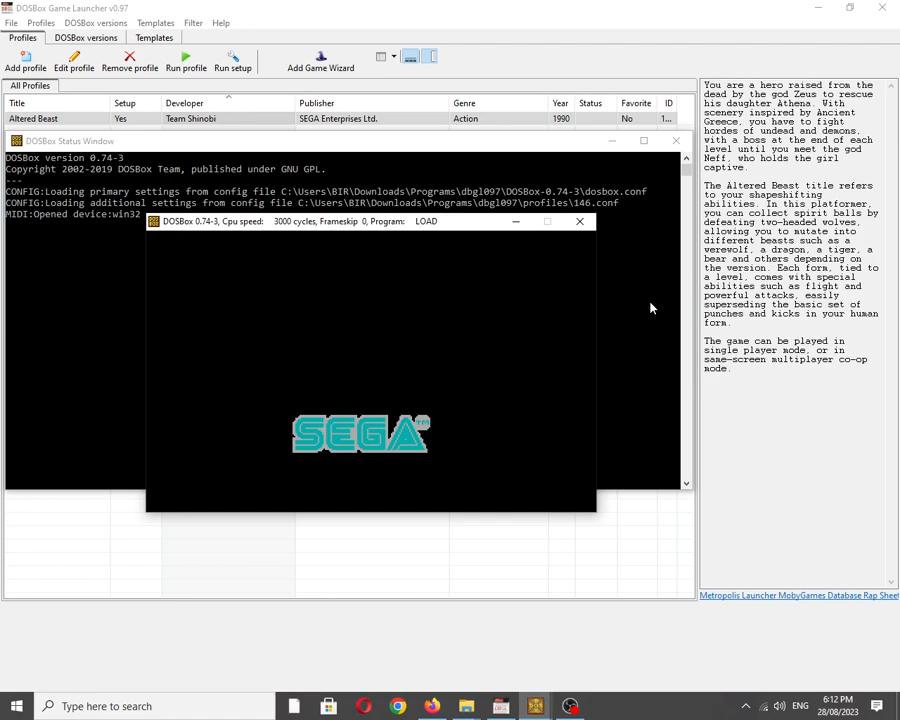 DOSBox Game Launcher v0.97
File Profiles DOSBox versions Templates Filter Help
Profiles DOSBox versions Templates
Add profile Edit profile Remove profile Run profile Run setup Add Game Wizard
All Profiles
Title Setup Developer Publisher Genre Year Status Favorite ID
Altered Beast Yes Team Shinobi SEGA Enterprises Ltd. Action 1990 No 1...
DOSBox Status Window
DOSBox version 0.74-3
Copyright 2002-2019 DOSBox Team, published under GNU GPL.
---
CONFIG:Loading primary settings from config file C:\Users\BIR\Downloads\Programs\dbgl097\DOSBox-0.74-3\dosbox.conf
CONFIG:Loading additional settings from config file C:\Users\BIR\Downloads\Programs\dbgl097\profiles\146.conf
MIDI:Opened device:win32
DOSBox 0.74-3, Cpu speed: 3000 cycles, Frameskip 0, Program: LOAD
SEGA™
You are a hero raised from the
dead by the god Zeus to rescue
his daughter Athena. With
scenery inspired by Ancient
Greece, you have to fight
hordes of undead and demons,
with a boss at the end of each
level until you meet the god
Neff, who holds the girl
captive.
The Altered Beast title refers
to your shapeshifting
abilities. In this platformer,
you can collect spirit balls by
defeating two-headed wolves,
allowing you to mutate into
different beasts such as a
werewolf, a dragon, a tiger, a
bear and others depending on
the version. Each form, tied to
a level, comes with special
abilities such as flight and
powerful attacks, easily
superseding the basic set of
punches and kicks in your human
form.
The game can be played in
single player mode, or in
same-screen multiplayer co-op
mode.
Metropolis Launcher MobyGames Database Rap Sheet
Type here to search
ENG
6:12 PM
28/08/2023